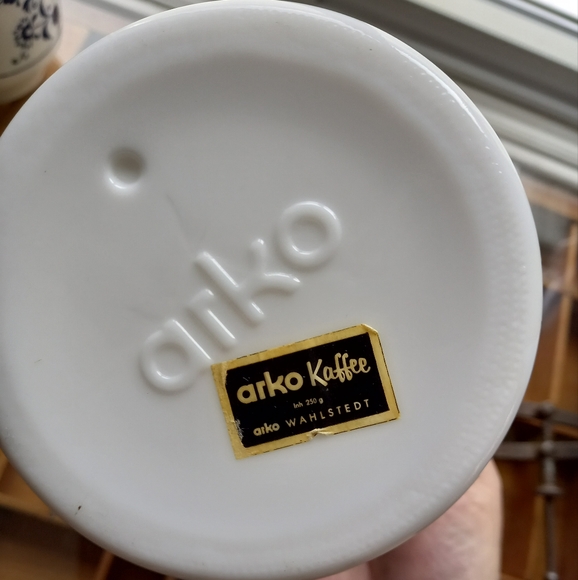 arko
arko Kaffee
Inh 250 g
arko WAHLSTEDT